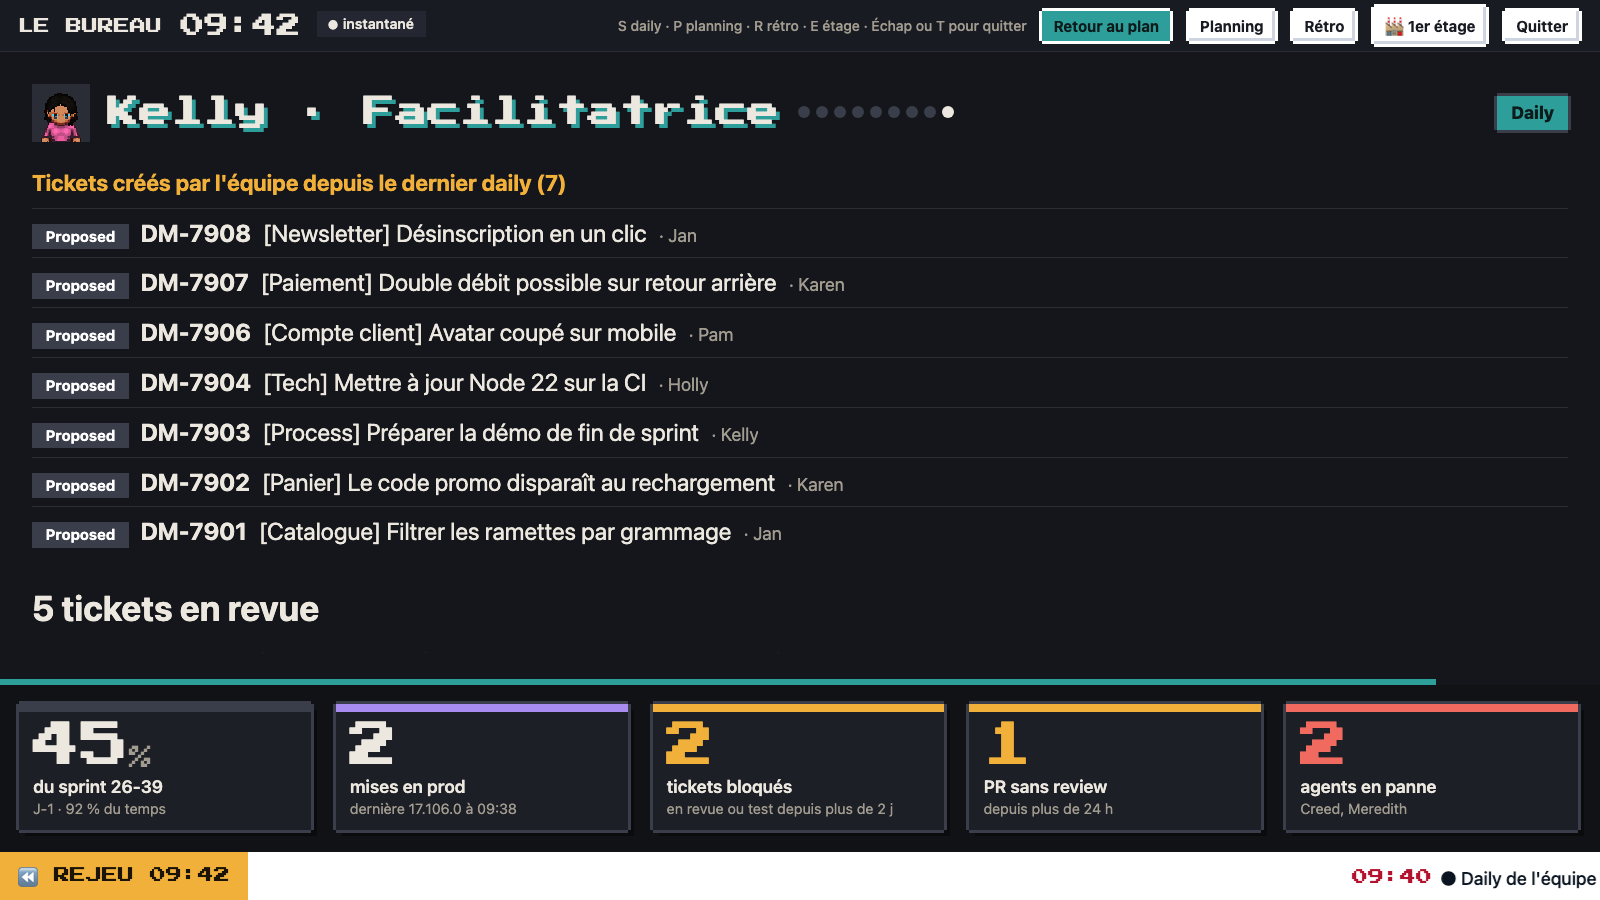 LE BUREAU 09:42 ● instantané S daily · P planning · R rétro · E étage · Échap ou T pour quitter Retour au plan Planning Rétro 1er étage Quitter
Kelly · Facilitatrice Daily
Tickets créés par l'équipe depuis le dernier daily (7)
Proposed DM-7908 [Newsletter] Désinscription en un clic · Jan
Proposed DM-7907 [Paiement] Double débit possible sur retour arrière · Karen
Proposed DM-7906 [Compte client] Avatar coupé sur mobile · Pam
Proposed DM-7904 [Tech] Mettre à jour Node 22 sur la CI · Holly
Proposed DM-7903 [Process] Préparer la démo de fin de sprint · Kelly
Proposed DM-7902 [Panier] Le code promo disparaît au rechargement · Karen
Proposed DM-7901 [Catalogue] Filtrer les ramettes par grammage · Jan
5 tickets en revue
45%
du sprint 26-39
J-1 · 92 % du temps
2
mises en prod
dernière 17.106.0 à 09:38
2
tickets bloqués
en revue ou test depuis plus de 2 j
1
PR sans review
depuis plus de 24 h
2
agents en panne
Creed, Meredith
REJEU 09:42
09:40 ● Daily de l'équipe